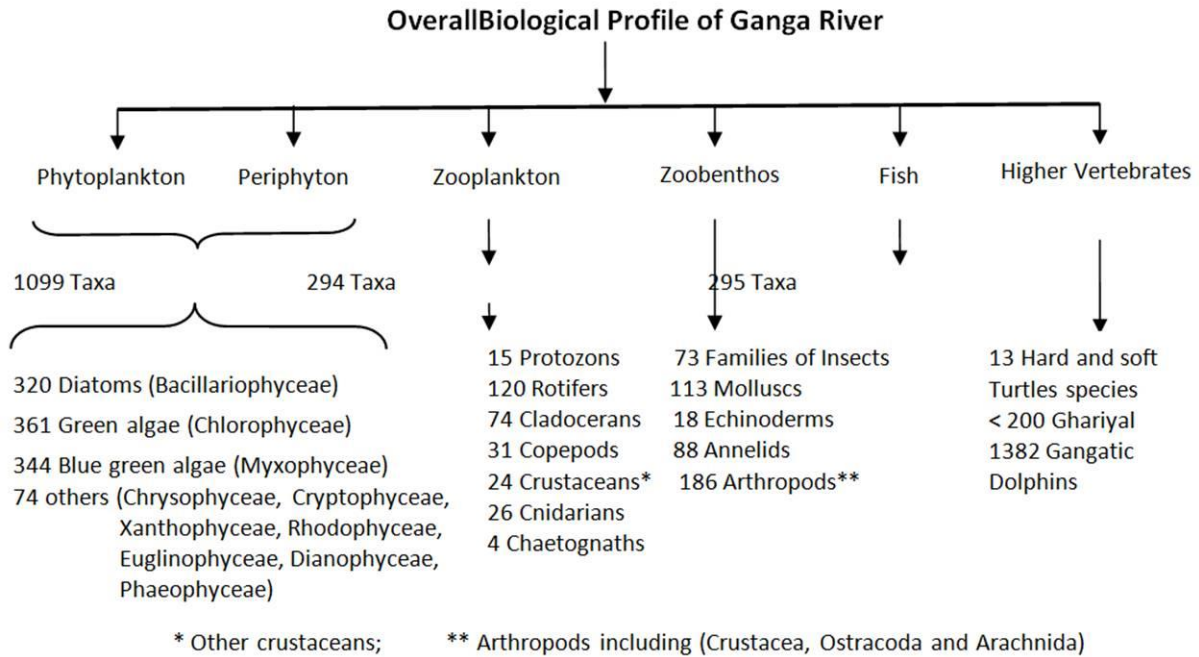 OverallBiological Profile of Ganga River
Phytoplankton
Periphyton
Zooplankton
Zoobenthos
Fish
Higher Vertebrates
1099 Taxa
294 Taxa
295 Taxa
320 Diatoms (Bacillariophyceae)
361 Green algae (Chlorophyceae)
344 Blue green algae (Myxophyceae)
74 others (Chrysophyceae, Cryptophyceae,
Xanthophyceae, Rhodophyceae,
Euglinophyceae, Dianophyceae,
Phaeophyceae)
15 Protozons
120 Rotifers
74 Cladocerans
31 Copepods
24 Crustaceans*
26 Cnidarians
4 Chaetognaths
73 Families of Insects
113 Molluscs
18 Echinoderms
88 Annelids
186 Arthropods**
13 Hard and soft
Turtles species
< 200 Ghariyal
1382 Gangatic
Dolphins
* Other crustaceans;
** Arthropods including (Crustacea, Ostracoda and Arachnida)